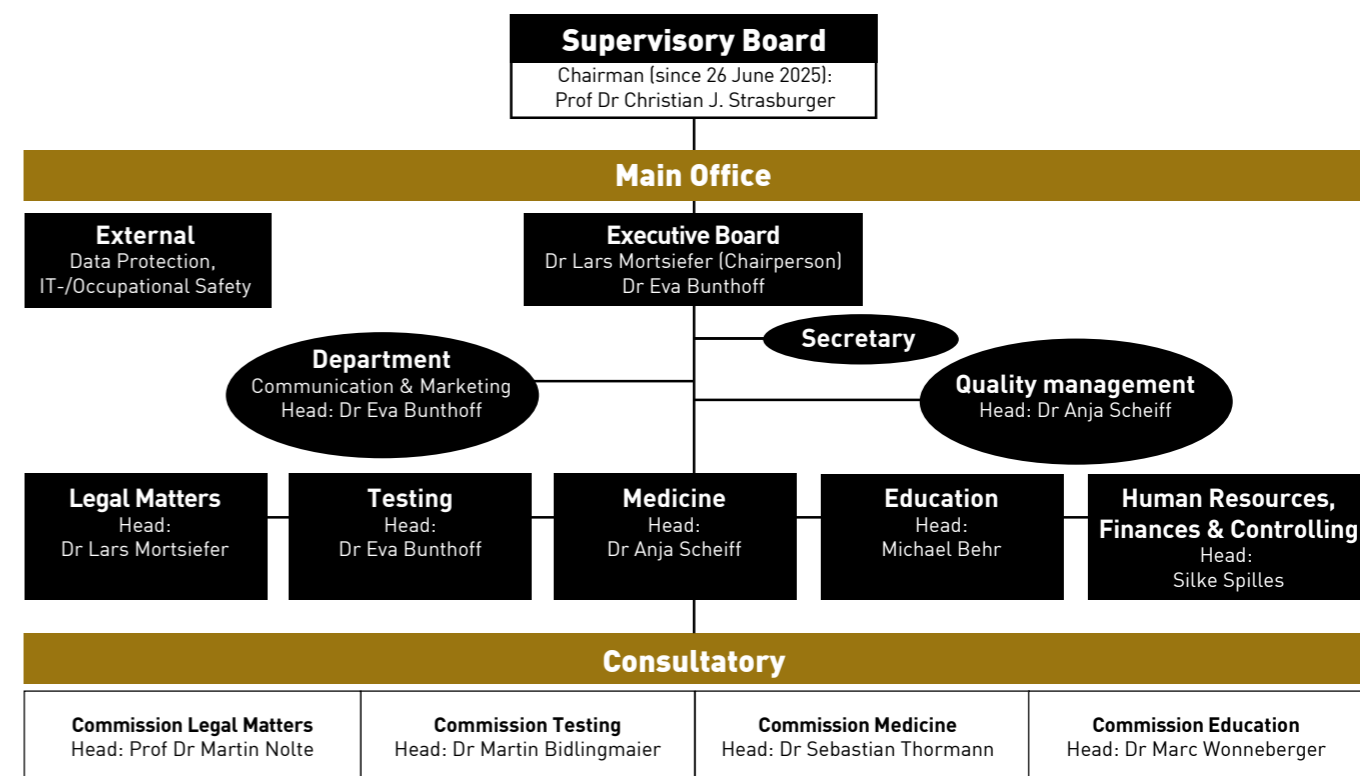 Supervisory Board
Chairman (since 26 June 2025):
Prof Dr Christian J. Strasburger
Main Office
External
Data Protection,
IT-/Occupational Safety
Executive Board
Dr Lars Mortsiefer (Chairperson)
Dr Eva Bunthoff
Secretary
Department
Communication & Marketing
Head: Dr Eva Bunthoff
Quality management
Head: Dr Anja Scheiff
Legal Matters
Head:
Dr Lars Mortsiefer
Testing
Head:
Dr Eva Bunthoff
Medicine
Head:
Dr Anja Scheiff
Education
Head:
Michael Behr
Human Resources,
Finances & Controlling
Head:
Silke Spilles
Consultatory
Commission Legal Matters
Head: Prof Dr Martin Nolte
Commission Testing
Head: Dr Martin Bidlingmaier
Commission Medicine
Head: Dr Sebastian Thormann
Commission Education
Head: Dr Marc Wonneberger